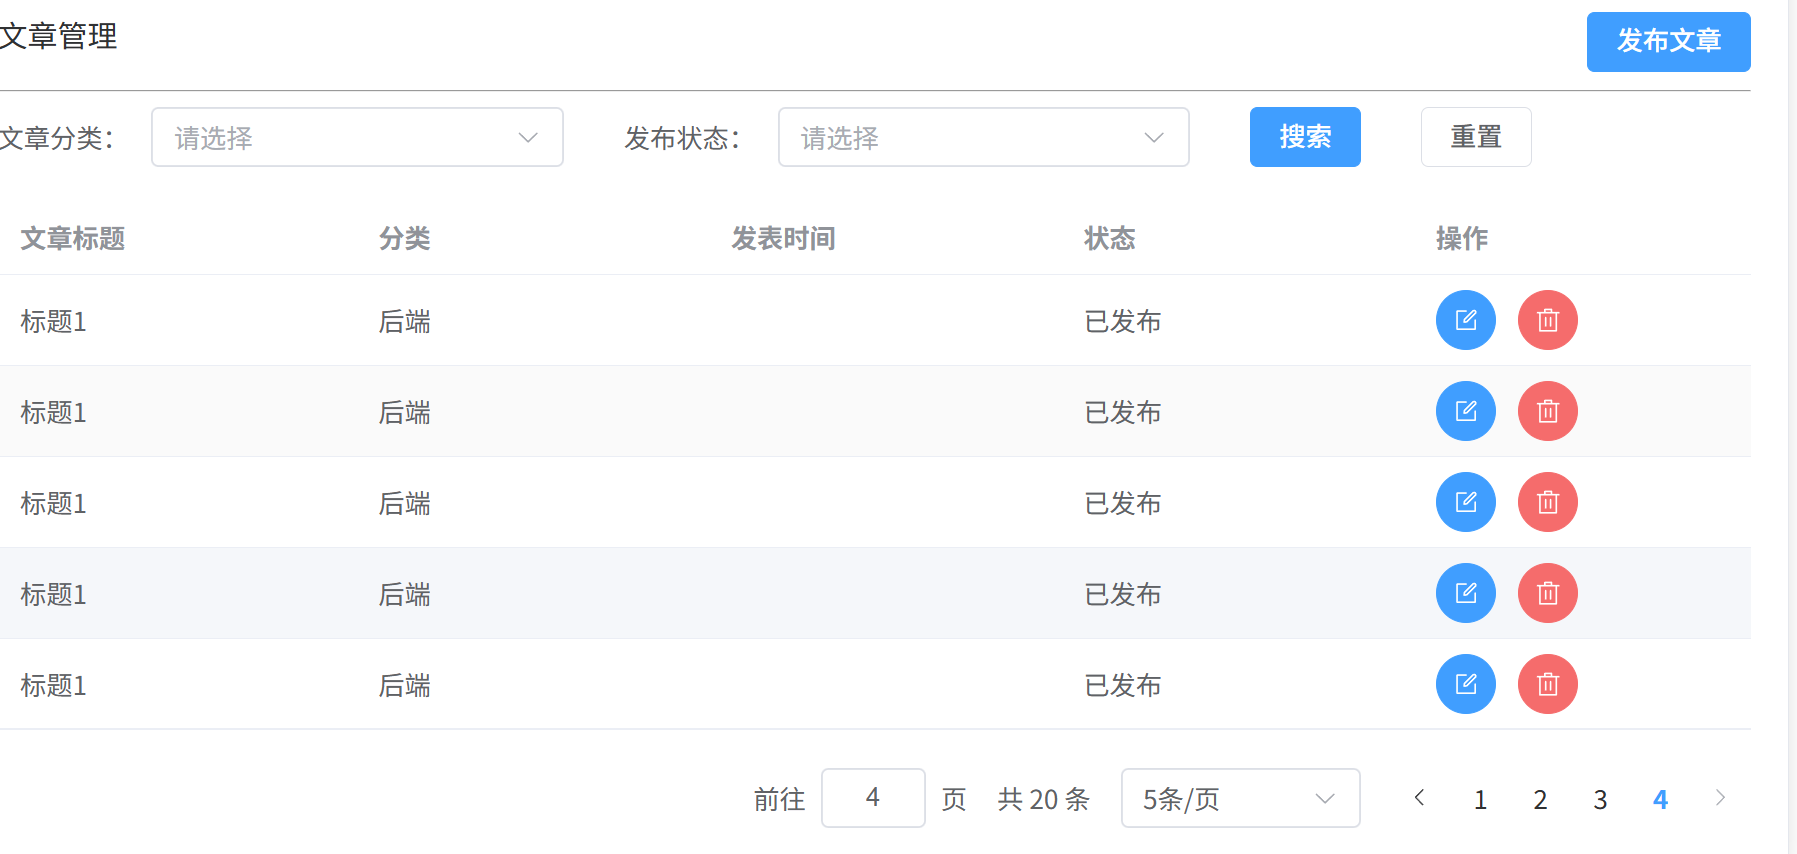 文章管理 发布文章
文章分类： 请选择 发布状态： 请选择 搜索 重置
文章标题 分类 发表时间 状态 操作
标题1 后端 已发布
标题1 后端 已发布
标题1 后端 已发布
标题1 后端 已发布
标题1 后端 已发布
前往 4 页 共 20 条 5条/页 1 2 3 4